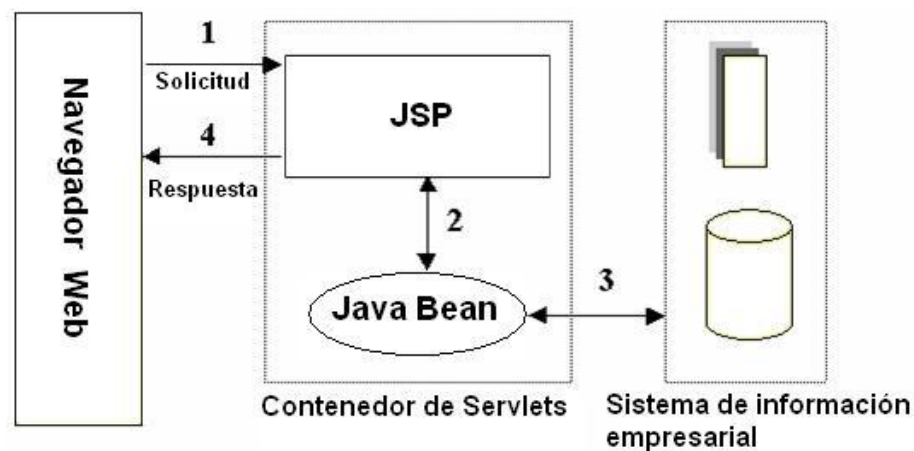 Navegador Web
1
Solicitud
4
Respuesta
JSP
2
Java Bean
3
Contenedor de Servlets
Sistema de información
empresarial